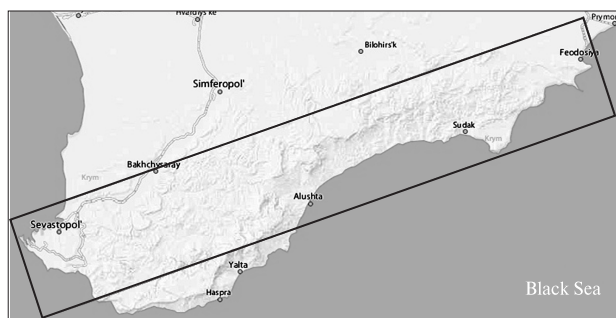 Hvardiys'ke
Prymor
Bilohirs'k
Feodosiya
Simferopol'
Sudak
Krym
Bakhchysaray
Krym
Alushta
Sevastopol'
Yalta
Black Sea
Haspra